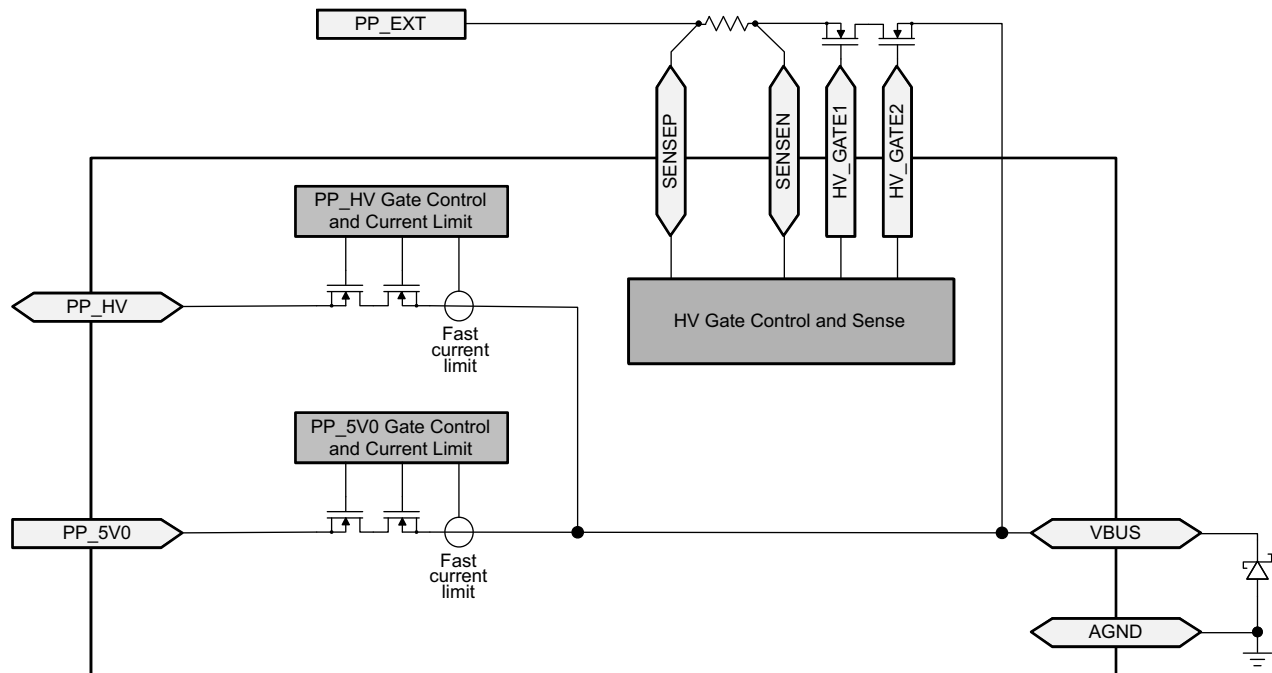 PP_EXT
SENSEP
SENSEN
HV_GATE1
HV_GATE2
PP_HV Gate Control
and Current Limit
PP_HV
Fast
current
limit
HV Gate Control and Sense
PP_5V0 Gate Control
and Current Limit
PP_5V0
Fast
current
limit
VBUS
AGND